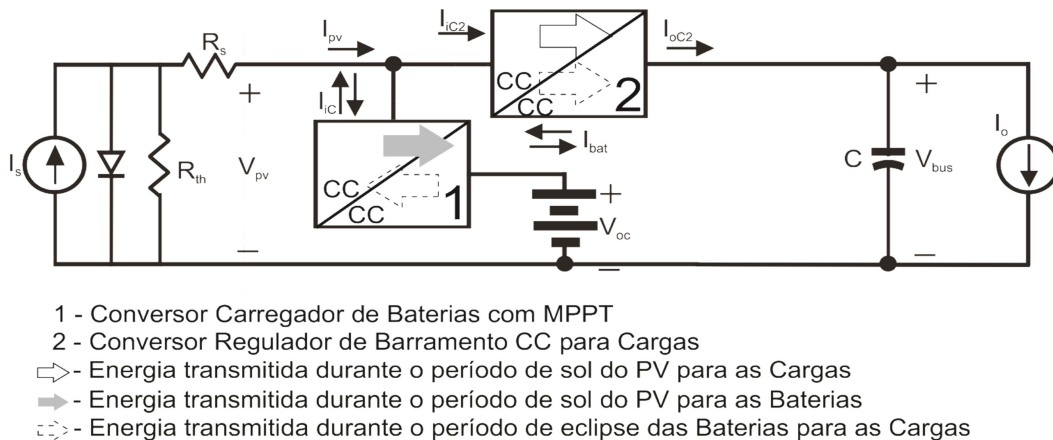 I_pv
I_iC2
I_oC2
R_s
+
CC
CC
2
+
I_iC
I_o
I_s
R_th
V_pv
I_bat
C
V_bus
CC
CC
1
+
V_oc
−
−
−
1 - Conversor Carregador de Baterias com MPPT
2 - Conversor Regulador de Barramento CC para Cargas
- Energia transmitida durante o período de sol do PV para as Cargas
- Energia transmitida durante o período de sol do PV para as Baterias
- Energia transmitida durante o período de eclipse das Baterias para as Cargas